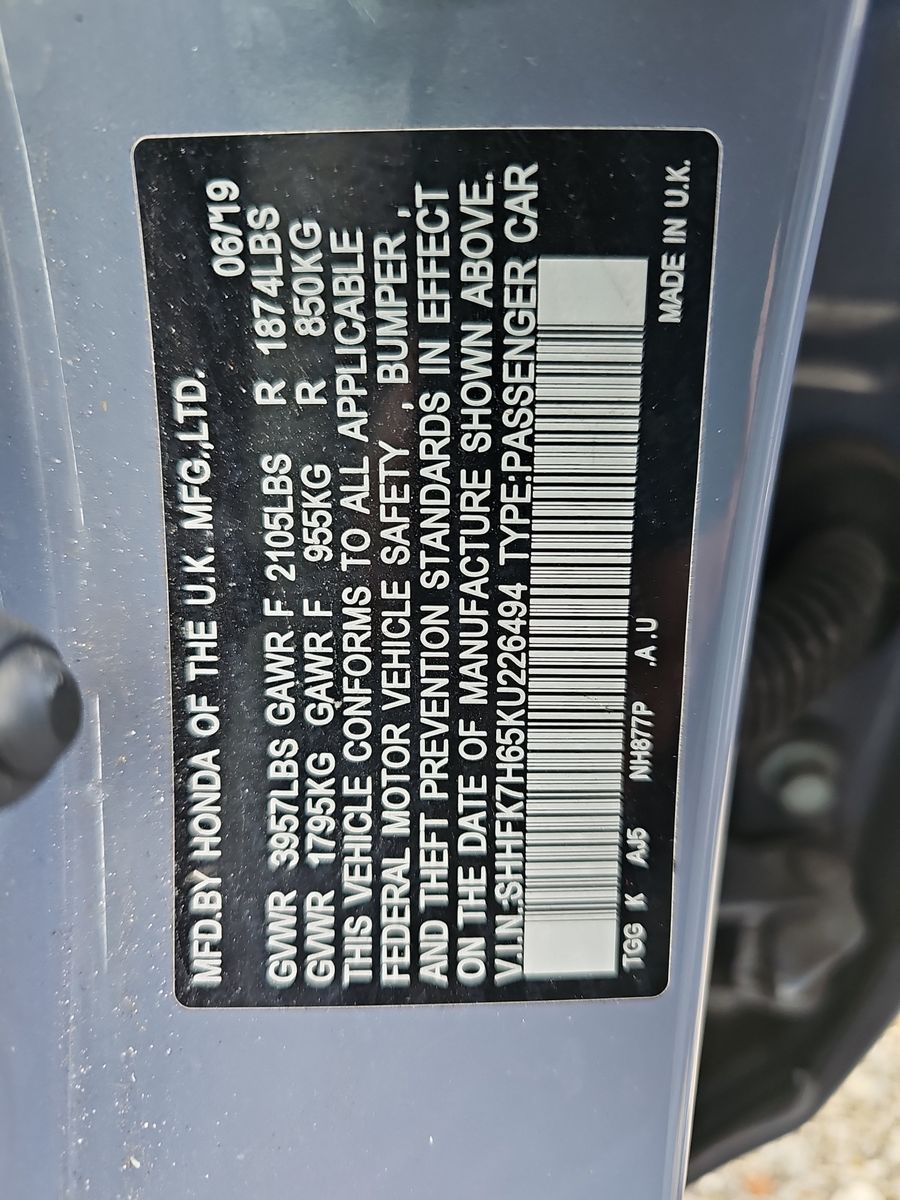 MFD.BY HONDA OF THE U.K. MFG.,LTD. 06/19
GVWR 3957LBS GAWR F 2105LBS R 1874LBS
GVWR 1795KG GAWR F 955KG R 850KG
THIS VEHICLE CONFORMS TO ALL APPLICABLE
FEDERAL MOTOR VEHICLE SAFETY , BUMPER ,
AND THEFT PREVENTION STANDARDS IN EFFECT
ON THE DATE OF MANUFACTURE SHOWN ABOVE.
V.I.N.:SHHFK7H65KU226494 TYPE:PASSENGER CAR
TGG K AJ5 NH877P .A.U MADE IN U.K.